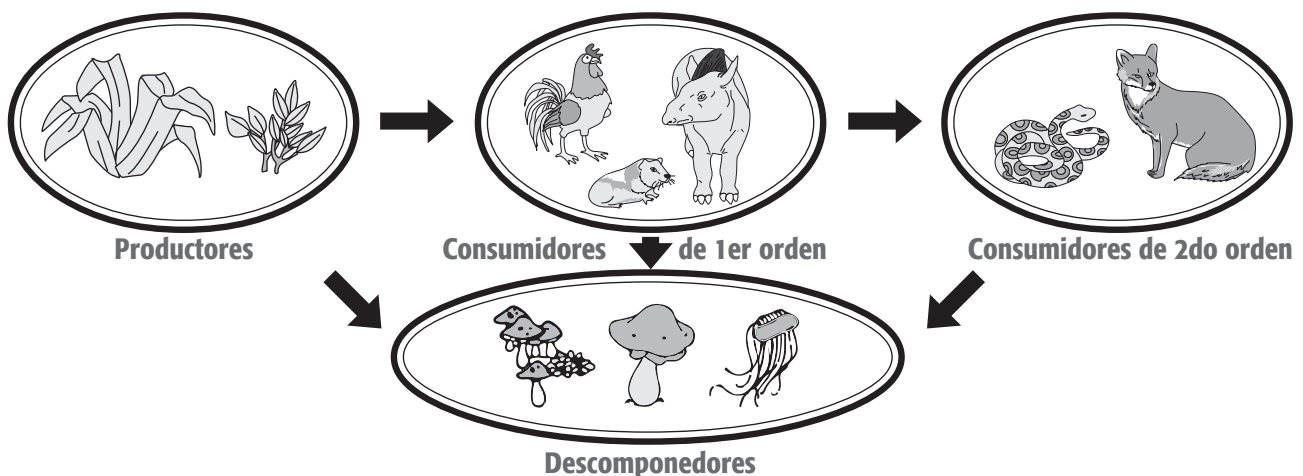 Productores
Consumidores de 1er orden
Consumidores de 2do orden
Descomponedores